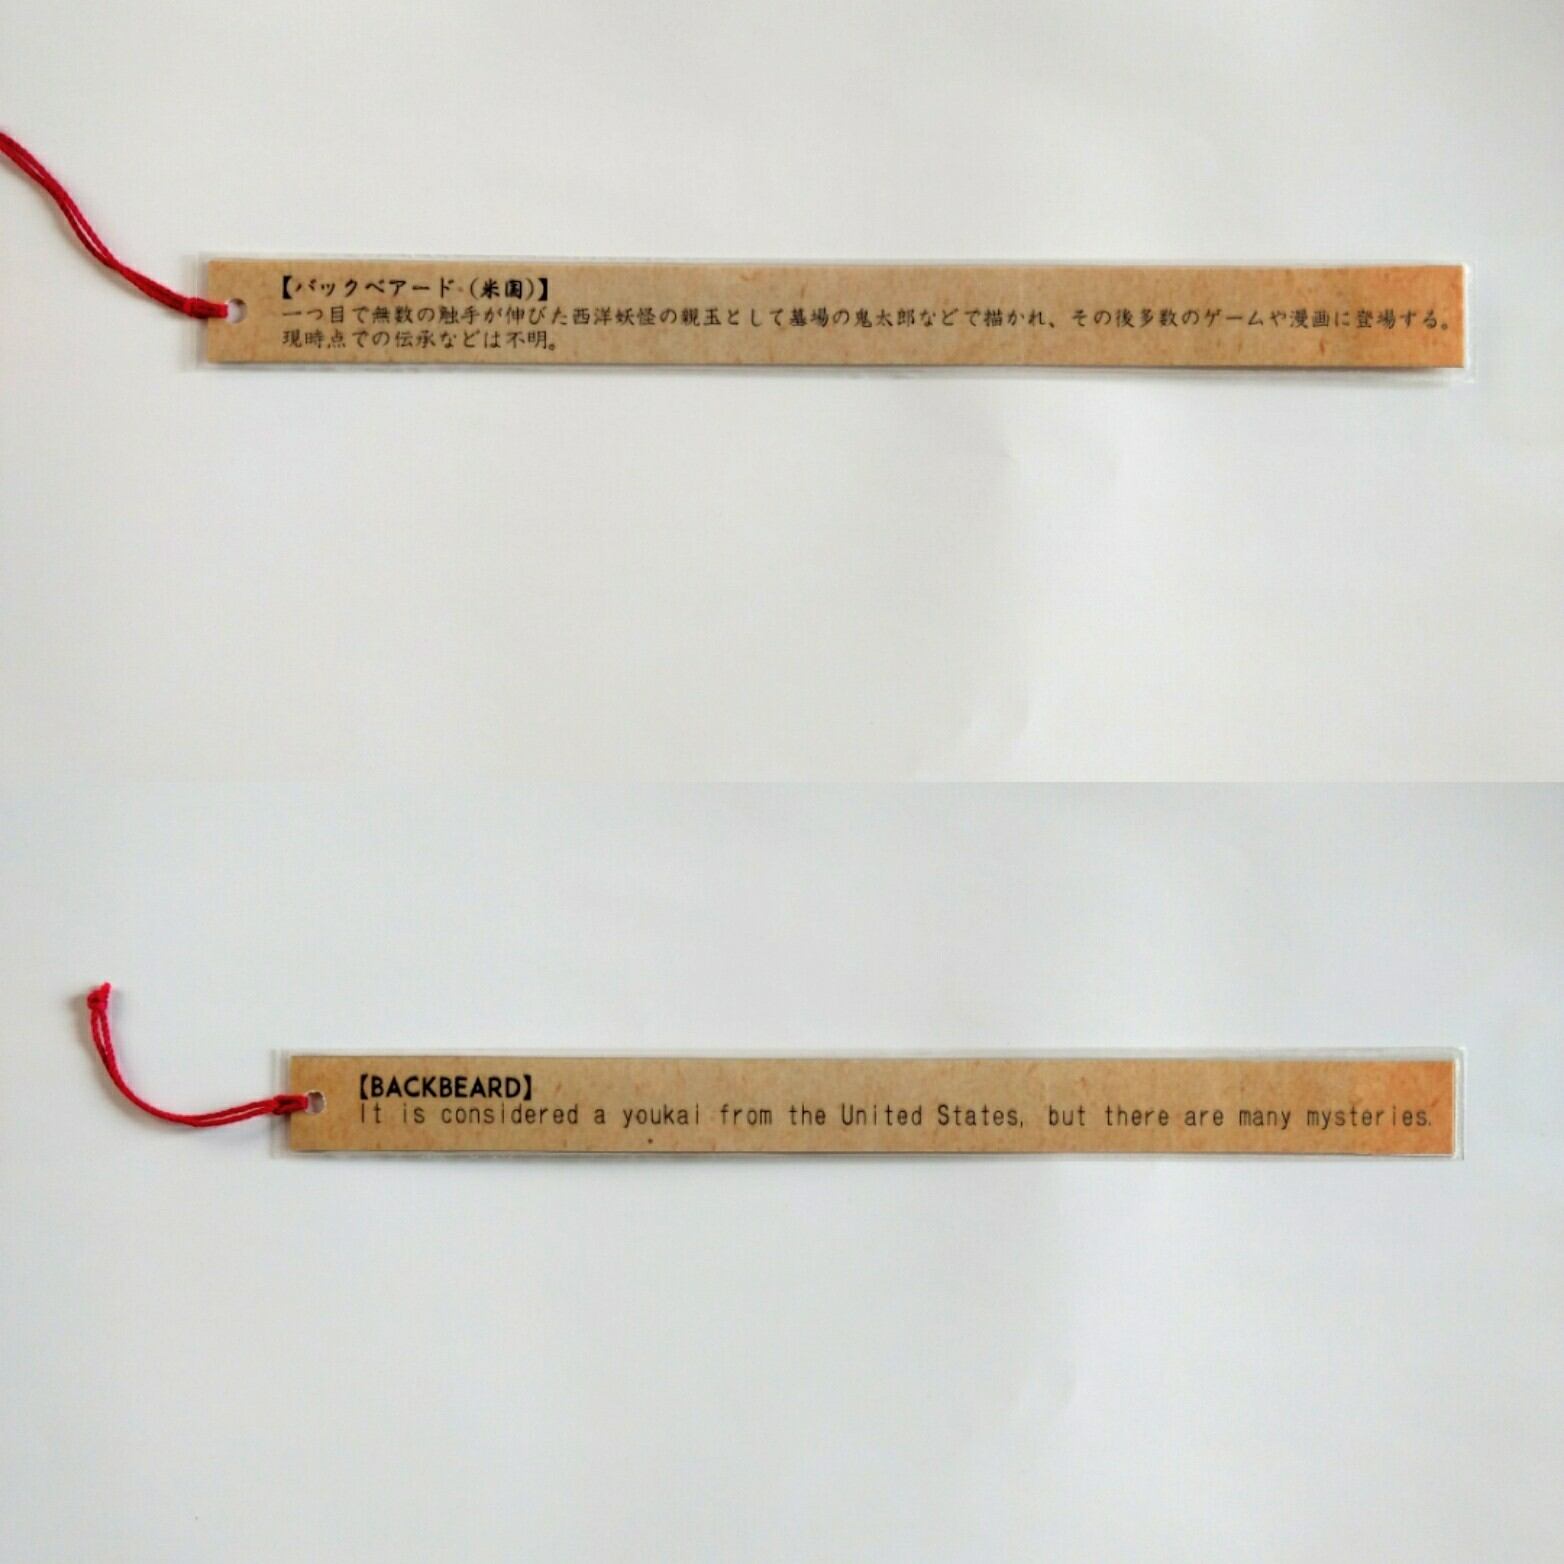 【バックベアード（米国）】
一つ目で無数の触手が伸びた西洋妖怪の親玉として墓場の鬼太郎などで描かれ、その後多数のゲームや漫画に登場する。
現時点での伝承などは不明。
【BACKBEARD】
It is considered a youkai from the United States, but there are many mysteries.